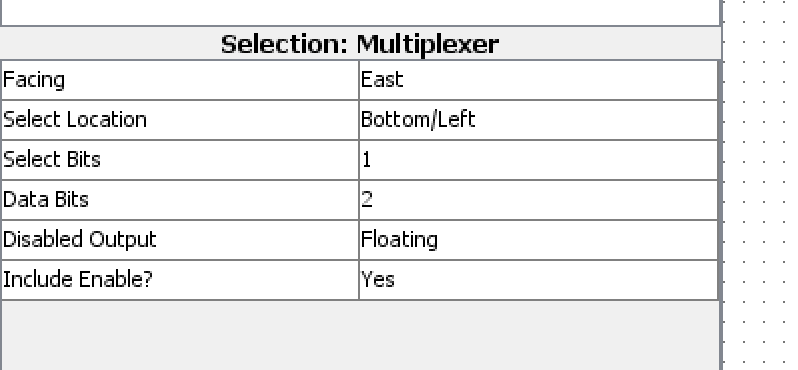 Selection: Multiplexer
Facing East
Select Location Bottom/Left
Select Bits 1
Data Bits 2
Disabled Output Floating
Include Enable? Yes